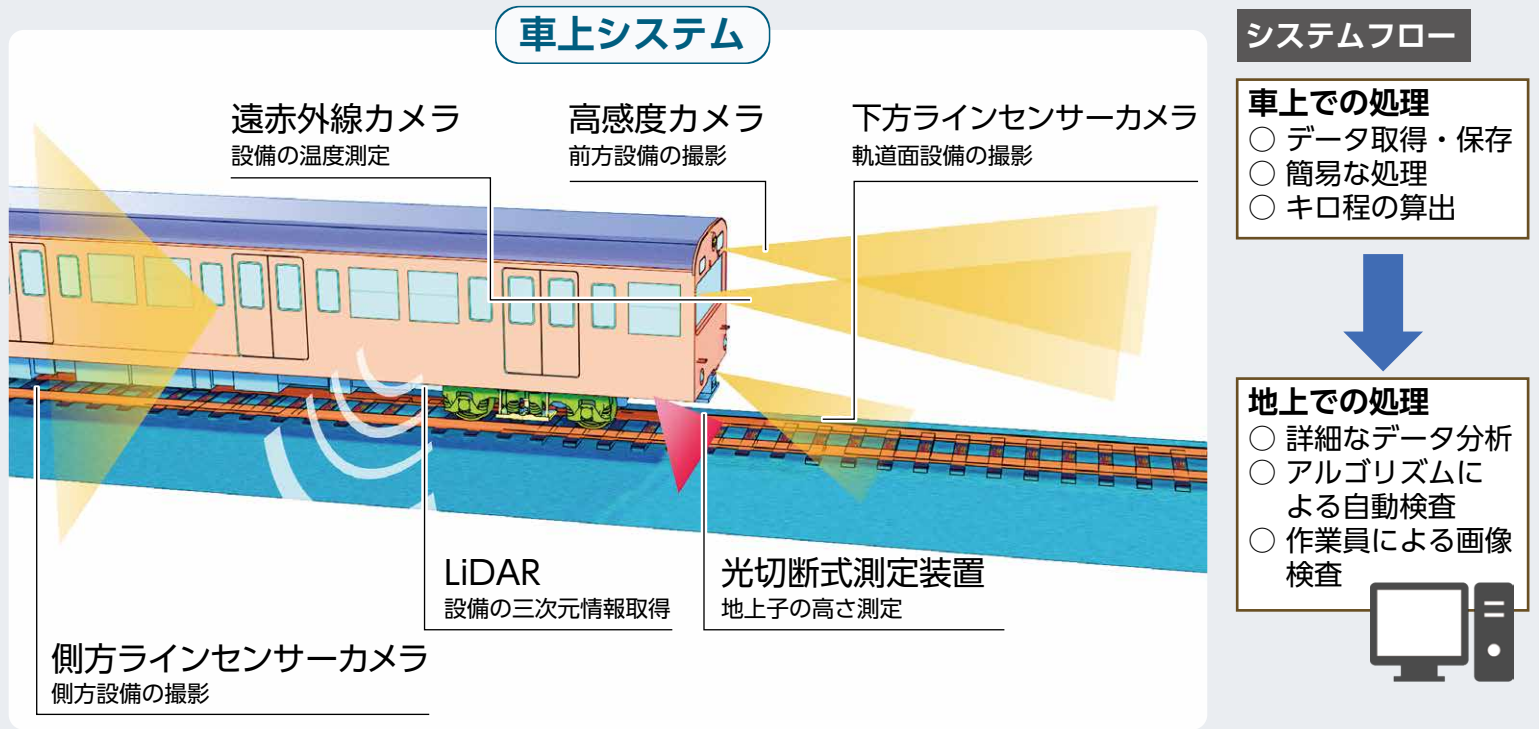 車上システム
遠赤外線カメラ
設備の温度測定
高感度カメラ
前方設備の撮影
下方ラインセンサーカメラ
軌道面設備の撮影
LiDAR
設備の三次元情報取得
光切断式測定装置
地上子の高さ測定
側方ラインセンサーカメラ
側方設備の撮影
システムフロー
車上での処理
○ データ取得・保存
○ 簡易な処理
○ キロ程の算出
地上での処理
○ 詳細なデータ分析
○ アルゴリズムに
よる自動検査
○ 作業員による画像
検査